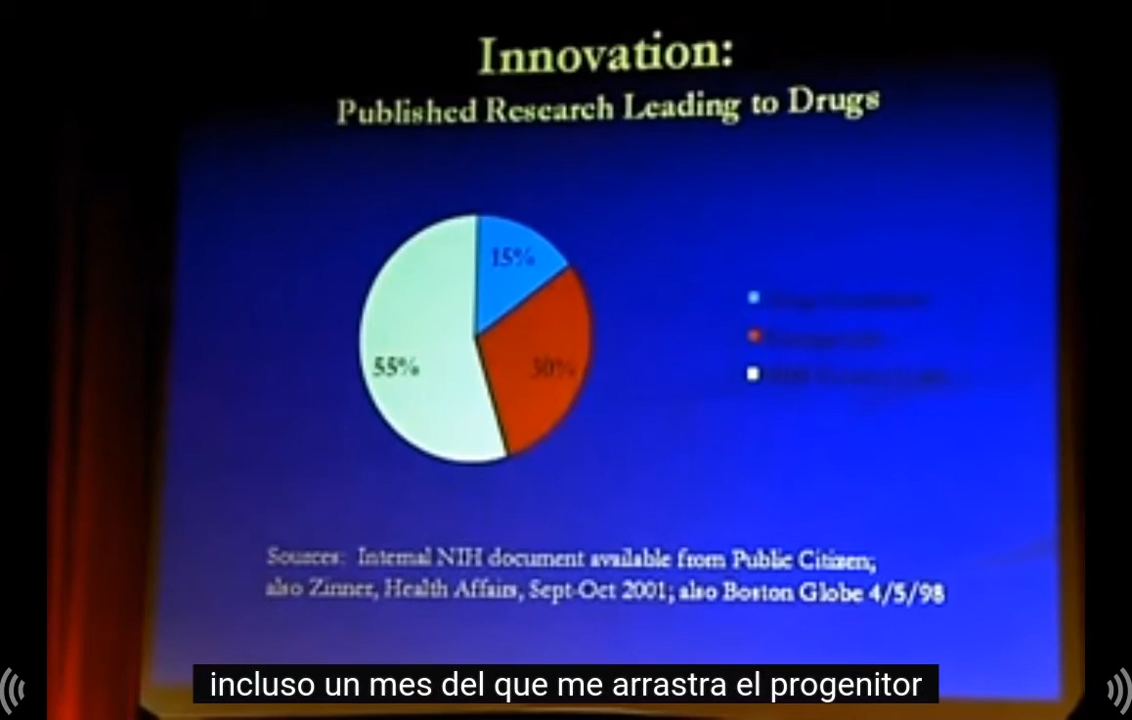 Innovation:
Published Research Leading to Drugs
15%
30%
55%
Sources: Internal NIH document available from Public Citizen;
also Zinner, Health Affairs, Sept-Oct 2001; also Boston Globe 4/5/98
incluso un mes del que me arrastra el progenitor